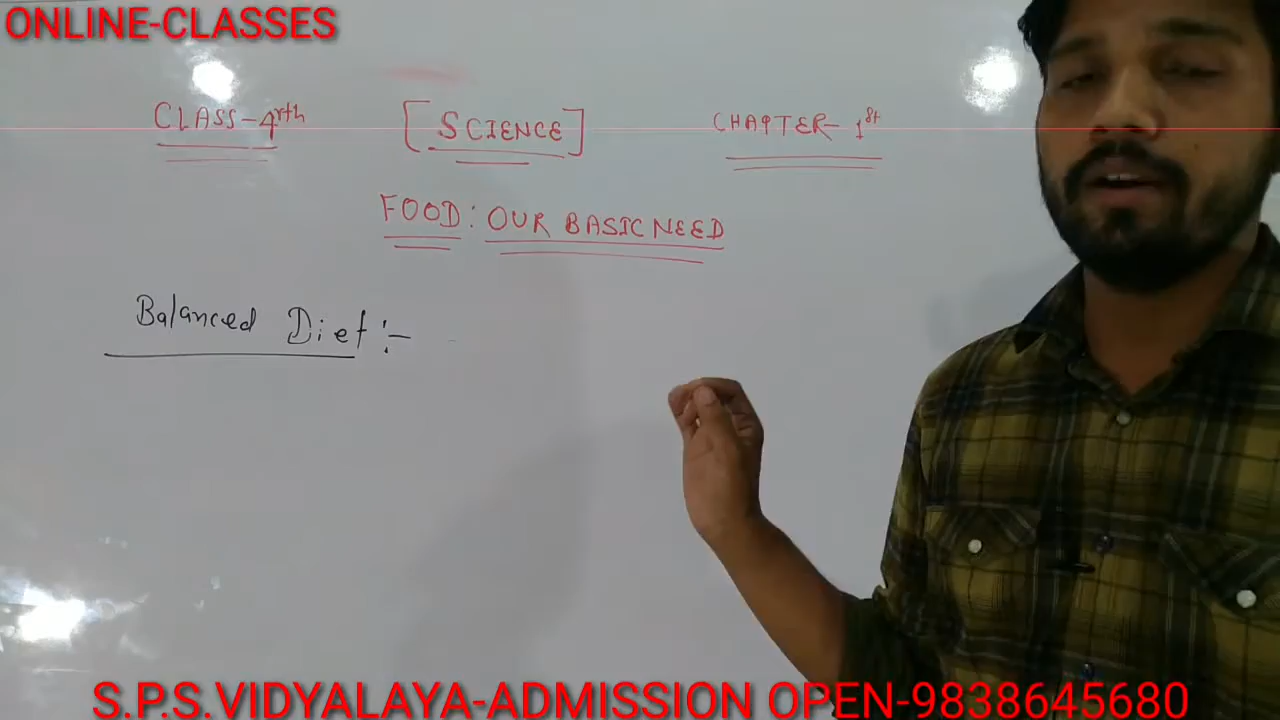 ONLINE-CLASSES
CLASS-4rth [SCIENCE] CHAPTER-1st
FOOD: OUR BASIC NEED
Balanced Diet :-
S.P.S.VIDYALAYA-ADMISSION OPEN-9838645680